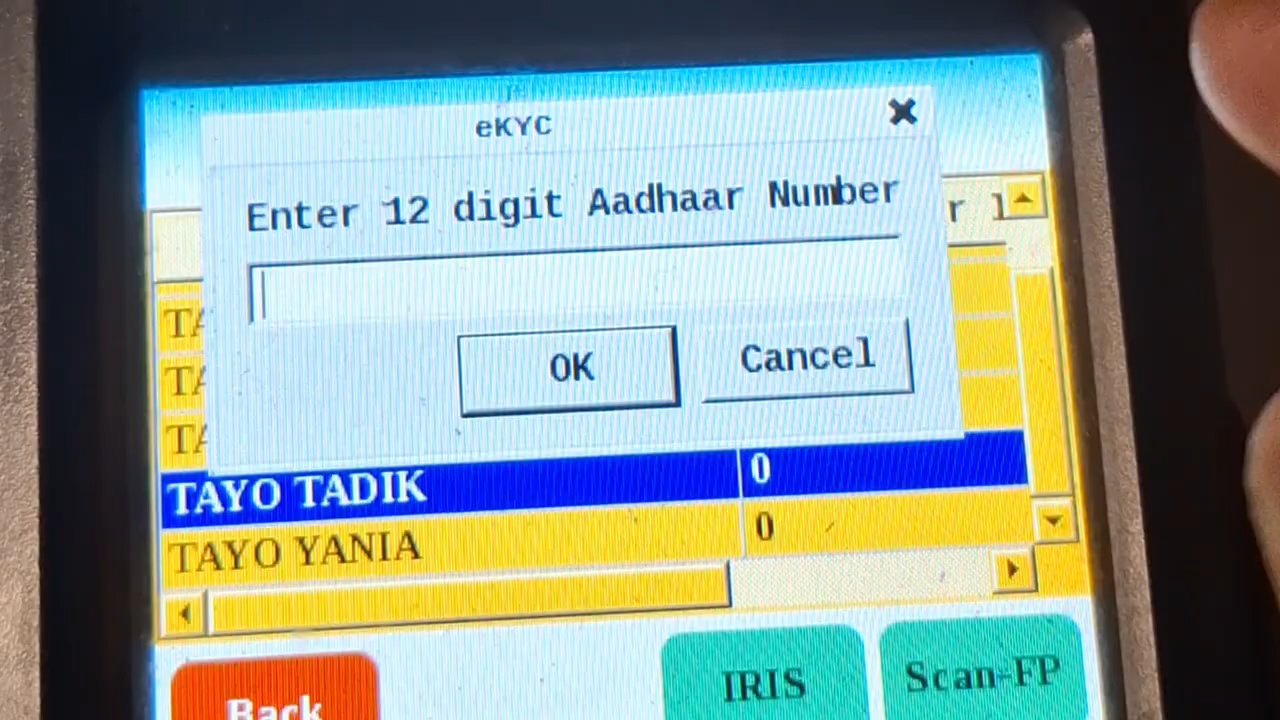 eKYC
Enter 12 digit Aadhaar Number
OK Cancel
TAYO TADIK 0
TAYO YANIA 0
Back IRIS Scan-FP